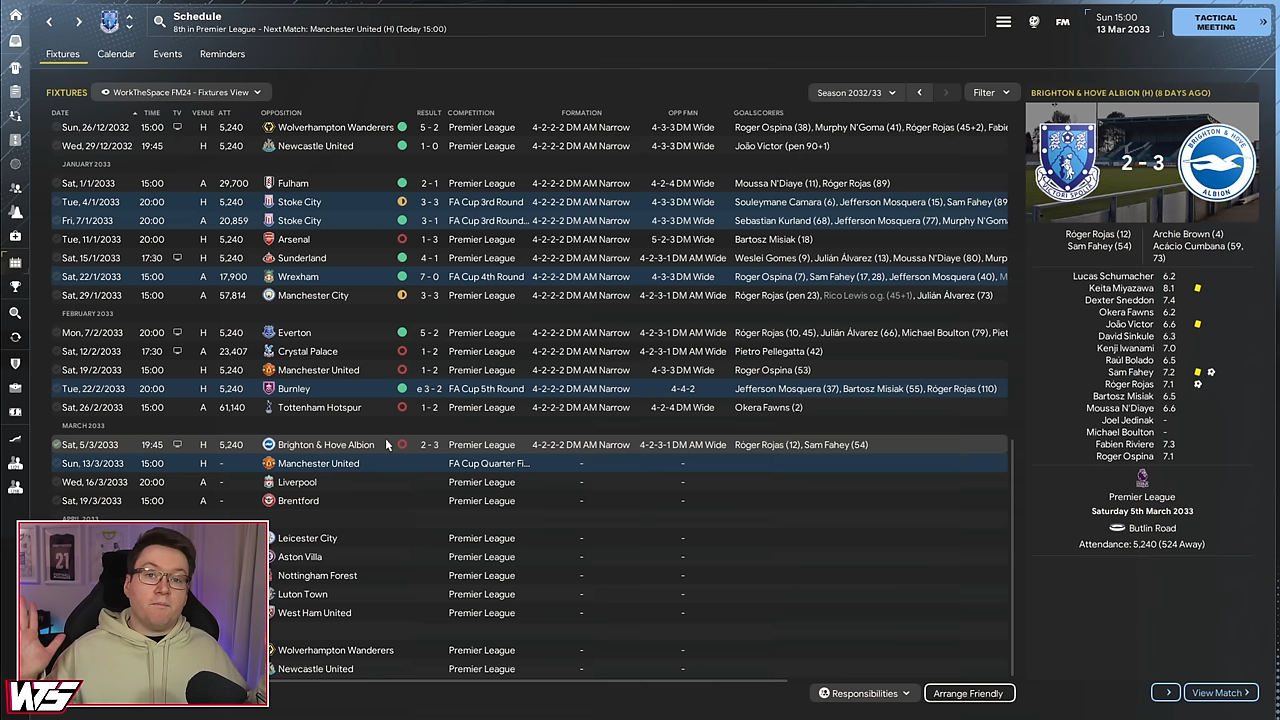 Schedule
8th in Premier League - Next Match: Manchester United (H) (Today 15:00)
FM
Sun 15:00
13 Mar 2033
TACTICAL MEETING
Fixtures Calendar Events Reminders
FIXTURES WorkTheSpace FM24 - Fixtures View Season 2032/33 Filter
DATE TIME TV VENUE ATT OPPOSITION RESULT COMPETITION FORMATION OPP FMN GOALSCORERS
Sun, 26/12/2032 15:00 H 5,240 Wolverhampton Wanderers 5 - 2 Premier League 4-2-2-2 DM AM Narrow 4-3-3 DM Wide Roger Ospina (38), Murphy N'Goma (41), Róger Rojas (45+2), Fabie
Wed, 29/12/2032 19:45 H 5,240 Newcastle United 1 - 0 Premier League 4-2-2-2 DM AM Narrow 4-3-3 DM Wide João Victor (pen 90+1)
JANUARY 2033
Sat, 1/1/2033 15:00 A 29,700 Fulham 2 - 1 Premier League 4-2-2-2 DM AM Narrow 4-2-4 DM Wide Moussa N'Diaye (11), Róger Rojas (89)
Tue, 4/1/2033 20:00 H 5,240 Stoke City 3 - 3 FA Cup 3rd Round 4-2-2-2 DM AM Narrow 4-3-3 DM Wide Souleymane Camara (6), Jefferson Mosquera (15), Sam Fahey (89
Fri, 7/1/2033 20:00 A 20,859 Stoke City 3 - 1 FA Cup 3rd Round... 4-2-2-2 DM AM Narrow 4-3-3 DM Wide Sebastian Kurland (68), Jefferson Mosquera (77), Murphy N'Gom
Tue, 11/1/2033 20:00 H 5,240 Arsenal 1 - 3 Premier League 4-2-2-2 DM AM Narrow 5-2-3 DM Wide Bartosz Misiak (18)
Sat, 15/1/2033 17:30 H 5,240 Sunderland 4 - 1 Premier League 4-2-2-2 DM AM Narrow 4-2-3-1 DM AM Wide Weslei Gomes (9), Julián Álvarez (13), Moussa N'Diaye (80), Murp
Sat, 22/1/2033 15:00 A 17,900 Wrexham 7 - 0 FA Cup 4th Round 4-2-2-2 DM AM Narrow 4-3-3 DM Wide Roger Ospina (7), Sam Fahey (17, 28), Jefferson Mosquera (40), M
Sat, 29/1/2033 15:00 A 57,814 Manchester City 3 - 3 Premier League 4-2-2-2 DM AM Narrow 4-2-3-1 DM AM Wide Róger Rojas (pen 23), Rico Lewis o.g. (45+1), Julián Álvarez (73)
FEBRUARY 2033
Mon, 7/2/2033 20:00 H 5,240 Everton 5 - 2 Premier League 4-2-2-2 DM AM Narrow 4-2-3-1 DM AM Wide Róger Rojas (10, 45), Julián Álvarez (66), Michael Boulton (79), Piet
Sat, 12/2/2033 17:30 A 23,407 Crystal Palace 1 - 2 Premier League 4-2-2-2 DM AM Narrow 4-2-3-1 DM AM Wide Pietro Pellegatta (42)
Sat, 19/2/2033 15:00 H 5,240 Manchester United 1 - 2 Premier League 4-2-2-2 DM AM Narrow 4-3-3 DM Wide Roger Ospina (53)
Tue, 22/2/2033 20:00 H 5,240 Burnley e 3 - 2 FA Cup 5th Round 4-2-2-2 DM AM Narrow 4-4-2 Jefferson Mosquera (37), Bartosz Misiak (55), Róger Rojas (110)
Sat, 26/2/2033 15:00 A 61,140 Tottenham Hotspur 1 - 2 Premier League 4-2-2-2 DM AM Narrow 4-2-4 DM Wide Okera Fawns (2)
MARCH 2033
Sat, 5/3/2033 19:45 H 5,240 Brighton & Hove Albion 2 - 3 Premier League 4-2-2-2 DM AM Narrow 4-2-3-1 DM AM Wide Róger Rojas (12), Sam Fahey (54)
Sun, 13/3/2033 15:00 H - Manchester United FA Cup Quarter Fi... - -
Wed, 16/3/2033 20:00 A - Liverpool Premier League - -
Sat, 19/3/2033 15:00 A - Brentford Premier League - -
Leicester City Premier League - -
Aston Villa Premier League - -
Nottingham Forest Premier League - -
Luton Town Premier League - -
West Ham United Premier League - -
Wolverhampton Wanderers Premier League - -
Newcastle United Premier League - -
Responsibilities Arrange Friendly
BRIGHTON & HOVE ALBION (H) (8 DAYS AGO)
2 - 3
Róger Rojas (12) Archie Brown (4)
Sam Fahey (54) Acácio Cumbana (59,
73)
Lucas Schumacher 6.2
Keita Miyazawa 8.1
Dexter Sneddon 7.4
Okera Fawns 6.2
João Victor 6.6
David Sinkule 6.3
Kenji Iwanami 7.0
Raúl Bolado 6.5
Sam Fahey 7.2
Róger Rojas 7.1
Bartosz Misiak 6.5
Moussa N'Diaye 6.6
Joel Jedinak -
Michael Boulton -
Fabien Riviere 7.3
Roger Ospina 7.1
Premier League
Saturday 5th March 2033
Butlin Road
Attendance: 5,240 (524 Away)
View Match
21
WTS